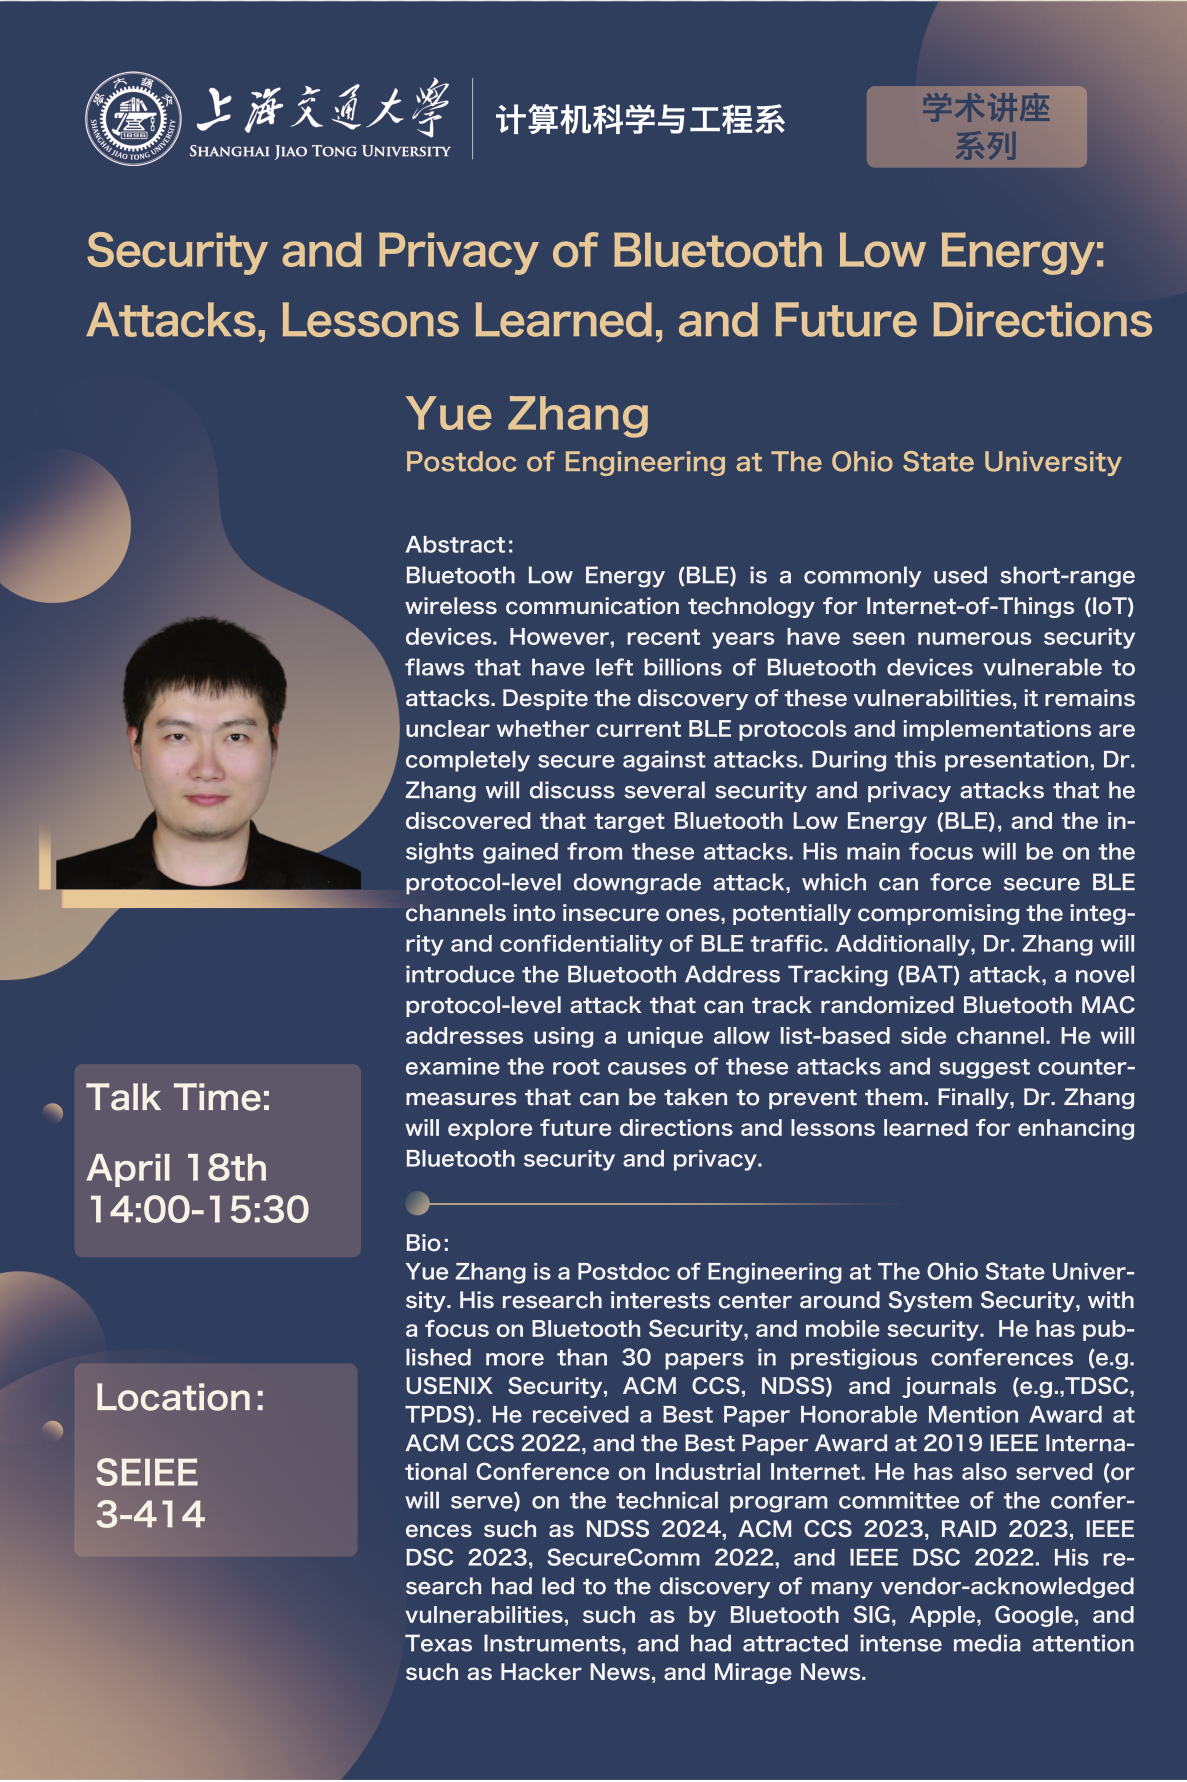 上海交通大学
SHANGHAI JIAO TONG UNIVERSITY
计算机科学与工程系
学术讲座
系列
SHANGHAI JIAO TONG UNIVERSITY
1896
Security and Privacy of Bluetooth Low Energy:
Attacks, Lessons Learned, and Future Directions
Yue Zhang
Postdoc of Engineering at The Ohio State University
Abstract:
Bluetooth Low Energy (BLE) is a commonly used short-range
wireless communication technology for Internet-of-Things (IoT)
devices. However, recent years have seen numerous security
flaws that have left billions of Bluetooth devices vulnerable to
attacks. Despite the discovery of these vulnerabilities, it remains
unclear whether current BLE protocols and implementations are
completely secure against attacks. During this presentation, Dr.
Zhang will discuss several security and privacy attacks that he
discovered that target Bluetooth Low Energy (BLE), and the in-
sights gained from these attacks. His main focus will be on the
protocol-level downgrade attack, which can force secure BLE
channels into insecure ones, potentially compromising the integ-
rity and confidentiality of BLE traffic. Additionally, Dr. Zhang will
introduce the Bluetooth Address Tracking (BAT) attack, a novel
protocol-level attack that can track randomized Bluetooth MAC
addresses using a unique allow list-based side channel. He will
examine the root causes of these attacks and suggest counter-
measures that can be taken to prevent them. Finally, Dr. Zhang
will explore future directions and lessons learned for enhancing
Bluetooth security and privacy.
Talk Time:
April 18th
14:00-15:30
Location:
SEIEE
3-414
Bio:
Yue Zhang is a Postdoc of Engineering at The Ohio State Univer-
sity. His research interests center around System Security, with
a focus on Bluetooth Security, and mobile security.  He has pub-
lished more than 30 papers in prestigious conferences (e.g.
USENIX Security, ACM CCS, NDSS) and journals (e.g.,TDSC,
TPDS). He received a Best Paper Honorable Mention Award at
ACM CCS 2022, and the Best Paper Award at 2019 IEEE Interna-
tional Conference on Industrial Internet. He has also served (or
will serve) on the technical program committee of the confer-
ences such as NDSS 2024, ACM CCS 2023, RAID 2023, IEEE
DSC 2023, SecureComm 2022, and IEEE DSC 2022. His re-
search had led to the discovery of many vendor-acknowledged
vulnerabilities, such as by Bluetooth SIG, Apple, Google, and
Texas Instruments, and had attracted intense media attention
such as Hacker News, and Mirage News.